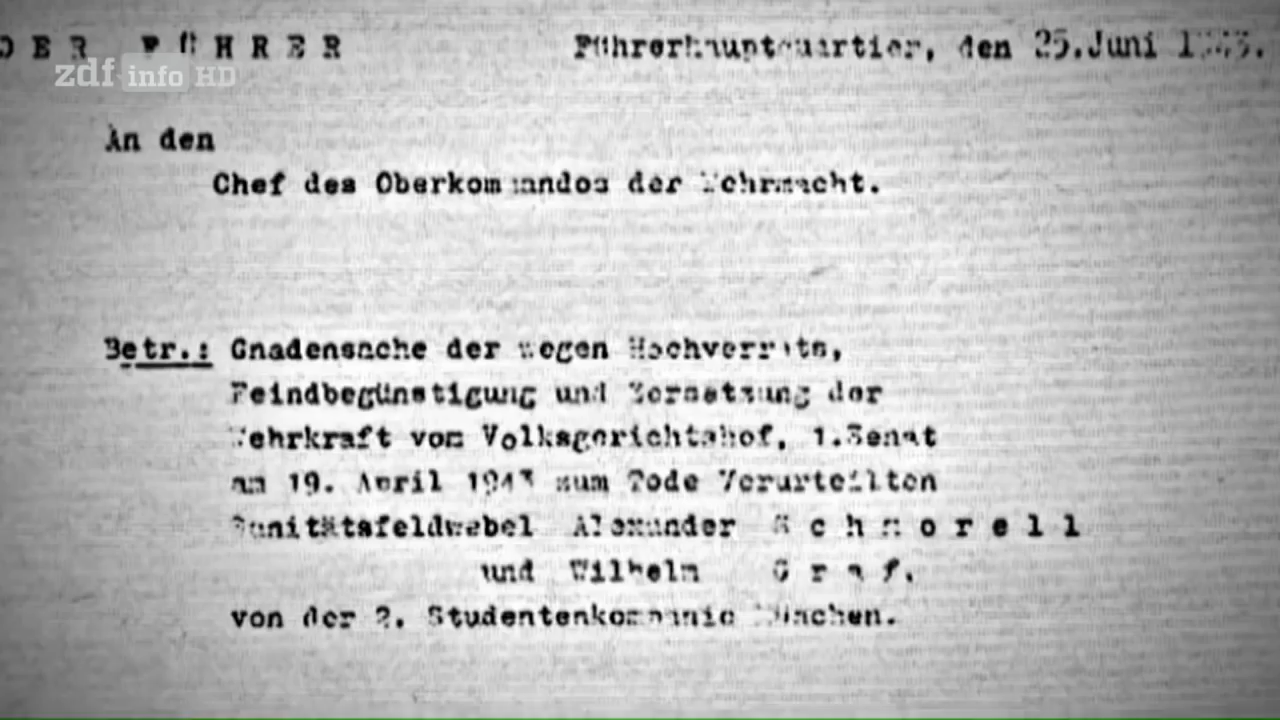 DER FÜHRER
Führerhauptquartier, den 25.Juni 1943.
zdf info HD
An den
Chef des Oberkommandos der Wehrmacht.
Betr.: Gnadensache der wegen Hochverrats,
Feindbegünstigung und Zersetzung der
Wehrkraft vom Volksgerichtshof, 1.Senat
am 19. April 1943 zum Tode Verurteilten
Sanitätsfeldwebel Alexander Schmorell
und Wilhelm Graf.
von der 2. Studentenkompanie München.